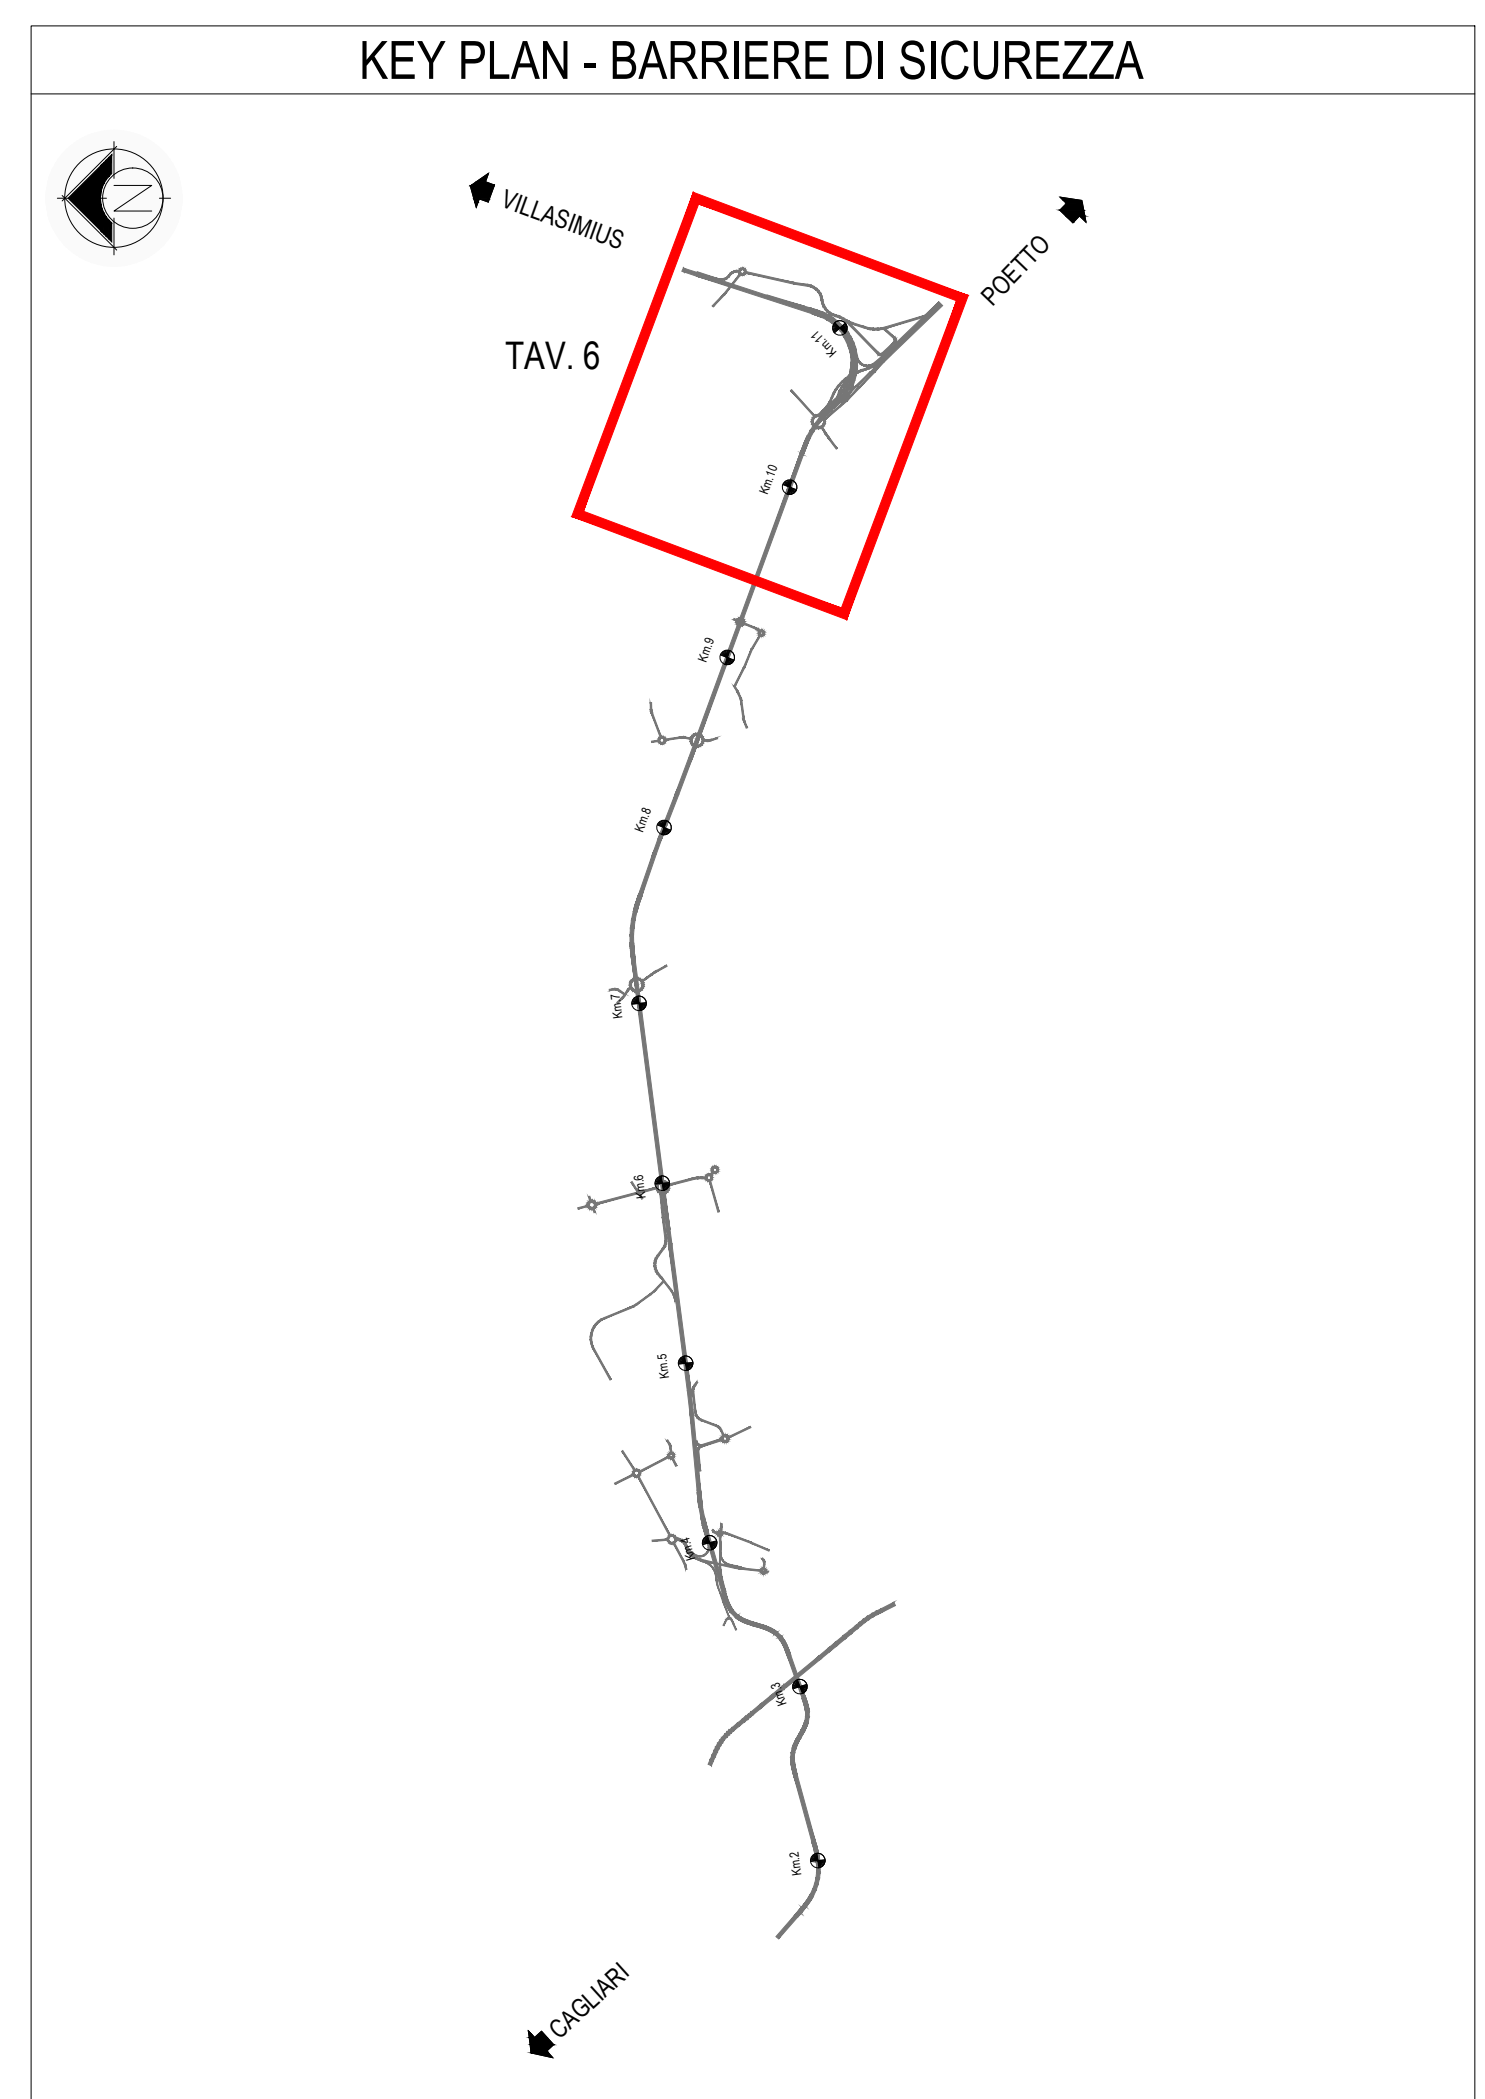 KEY PLAN - BARRIERE DI SICUREZZA
N
VILLASIMIUS
POETTO
TAV. 6
Km.11
Km.10
Km.9
Km.8
Km.7
Km.6
Km.5
Km.4
Km.3
Km.2
CAGLIARI